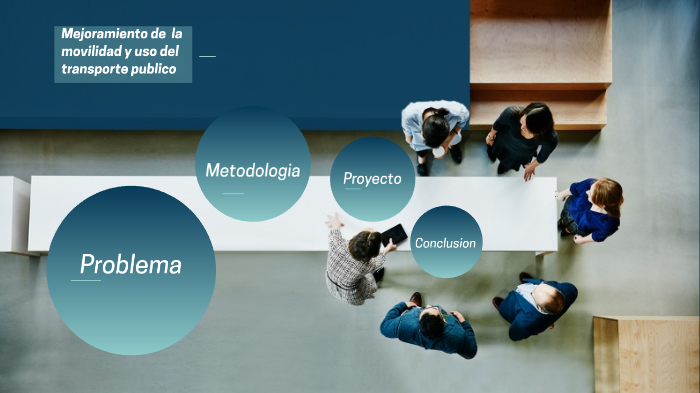 Mejoramiento de la
movilidad y uso del
transporte publico
Metodologia
Proyecto
Conclusion
Problema